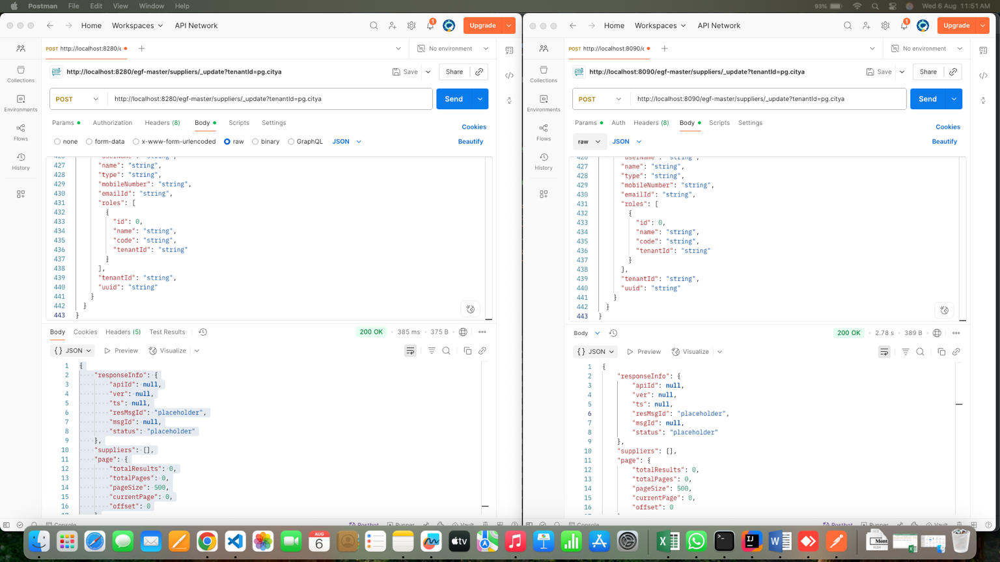 Postman File Edit View Window Help
93% Wed 6 Aug 11:51 AM
Home Workspaces API Network
1
Upgrade
POST http://localhost:8280/e
No environment
http://localhost:8280/egf-master/suppliers/_update?tenantId=pg.citya
Save
Share
POST
http://localhost:8280/egf-master/suppliers/_update?tenantId=pg.citya
Send
Collections
Environments
Flows
History
Params Authorization Headers (8) Body Scripts Settings
Cookies
none form-data x-www-form-urlencoded raw binary GraphQL JSON
Beautify
426 "userName": "string",
427 "name": "string",
428 "type": "string",
429 "mobileNumber": "string",
430 "emailId": "string",
431 "roles": [
432 {
433 "id": 0,
434 "name": "string",
435 "code": "string",
436 "tenantId": "string"
437 }
438 ],
439 "tenantId": "string",
440 "uuid": "string"
441 }
442 }
443 }
Body Cookies Headers (5) Test Results
200 OK • 385 ms • 375 B
{} JSON Preview Visualize
1 {
2 "responseInfo": {
3 "apiId": null,
4 "ver": null,
5 "ts": null,
6 "resMsgId": "placeholder",
7 "msgId": null,
8 "status": "placeholder"
9 },
10 "suppliers": [],
11 "page": {
12 "totalResults": 0,
13 "totalPages": 0,
14 "pageSize": 500,
15 "currentPage": 0,
16 "offset": 0
17 }
Console
Postbot Runner Vault
Home Workspaces API Network
1
Upgrade
POST http://localhost:8090/e
No environment
http://localhost:8090/egf-master/suppliers/_update?tenantId=pg.citya
Save
Share
POST
http://localhost:8090/egf-master/suppliers/_update?tenantId=pg.citya
Send
Collections
Environments
Flows
History
Params Auth Headers (8) Body Scripts Settings
Cookies
raw JSON
Beautify
426 "userName": "string",
427 "name": "string",
428 "type": "string",
429 "mobileNumber": "string",
430 "emailId": "string",
431 "roles": [
432 {
433 "id": 0,
434 "name": "string",
435 "code": "string",
436 "tenantId": "string"
437 }
438 ],
439 "tenantId": "string",
440 "uuid": "string"
441 }
442 }
443 }
Body
200 OK • 2.78 s • 389 B
{} JSON Preview Visualize
1 {
2 "responseInfo": {
3 "apiId": null,
4 "ver": null,
5 "ts": null,
6 "resMsgId": "placeholder",
7 "msgId": null,
8 "status": "placeholder"
9 },
10 "suppliers": [],
11 "page": {
12 "totalResults": 0,
13 "totalPages": 0,
14 "pageSize": 500,
15 "currentPage": 0,
16 "offset": 0
Console
Postbot Runner Vault
AUG
6
tv
Mont
XLSX